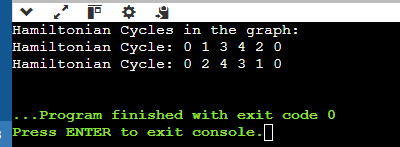 Hamiltonian Cycles in the graph:
Hamiltonian Cycle: 0 1 3 4 2 0
Hamiltonian Cycle: 0 2 4 3 1 0
...Program finished with exit code 0
Press ENTER to exit console.